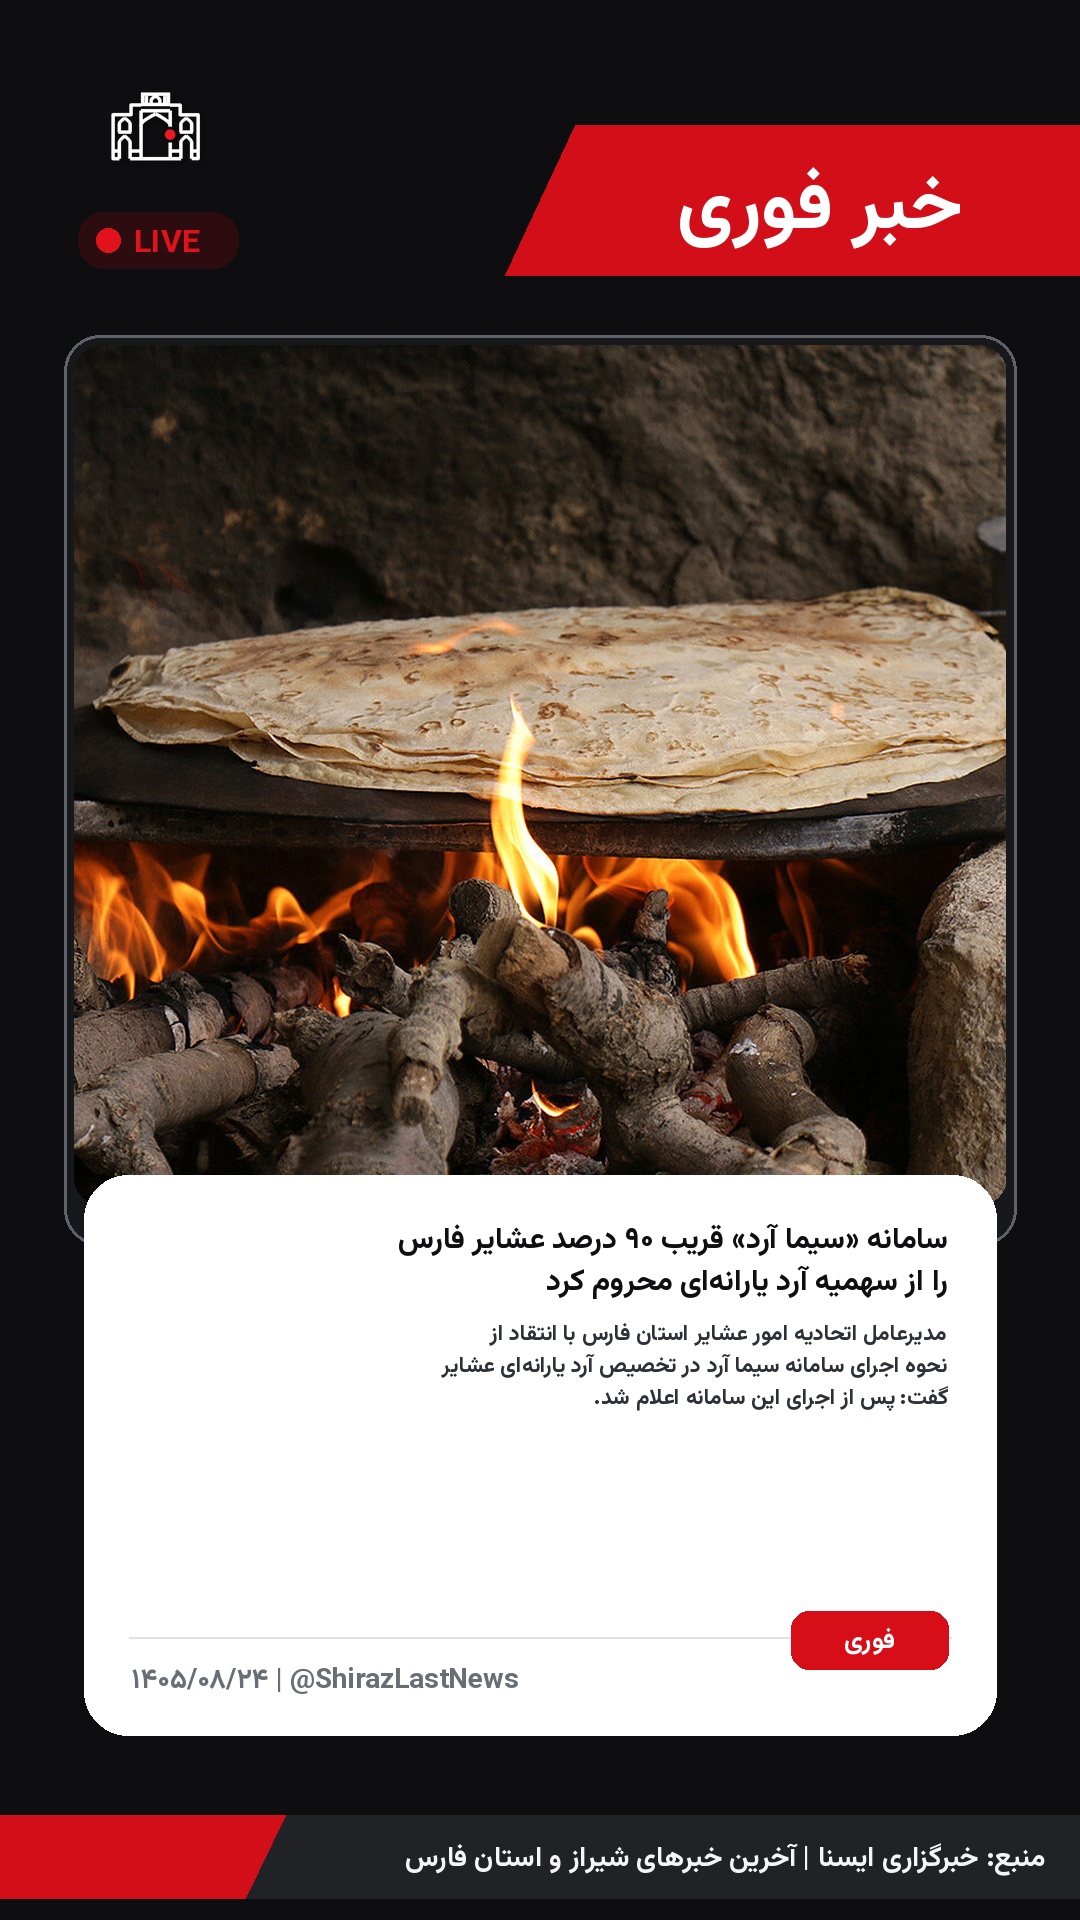 خبر فوری
LIVE
سامانه «سیما آرد» قریب ۹۰ درصد عشایر فارس
را از سهمیه آرد یارانه‌ای محروم کرد
مدیرعامل اتحادیه امور عشایر استان فارس با انتقاد از
نحوه اجرای سامانه سیما آرد در تخصیص آرد یارانه‌ای عشایر
گفت: پس از اجرای این سامانه اعلام شد.
فوری
۱۴۰۵/۰۸/۲۴ | @ShirazLastNews
منبع: خبرگزاری ایسنا | آخرین خبرهای شیراز و استان فارس